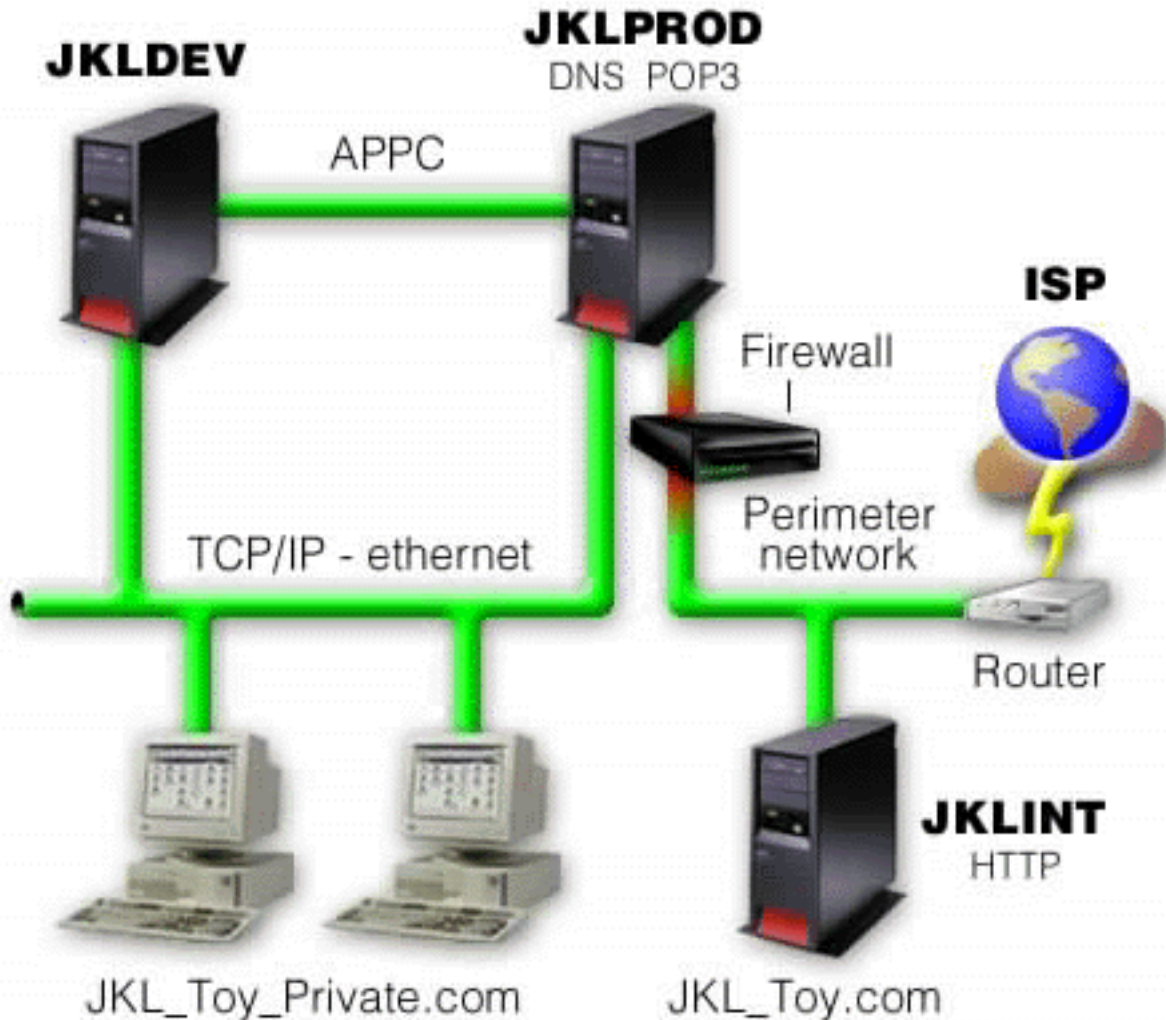 JKLDEV
JKLPROD
DNS POP3
APPC
ISP
Firewall
Perimeter
network
TCP/IP - ethernet
Router
JKLINT
HTTP
JKL_Toy_Private.com
JKL_Toy.com